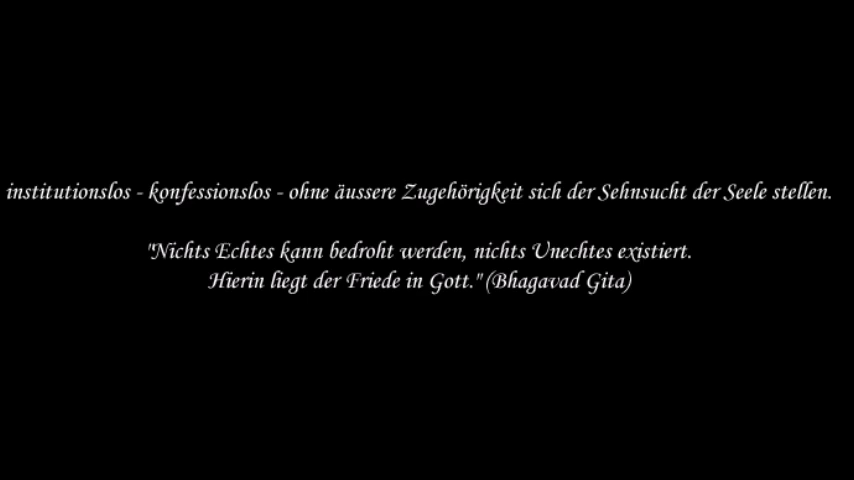 institutionslos - konfessionslos - ohne äussere Zugehörigkeit sich der Sehnsucht der Seele stellen.
"Nichts Echtes kann bedroht werden, nichts Unechtes existiert.
Hierin liegt der Friede in Gott." (Bhagavad Gita)